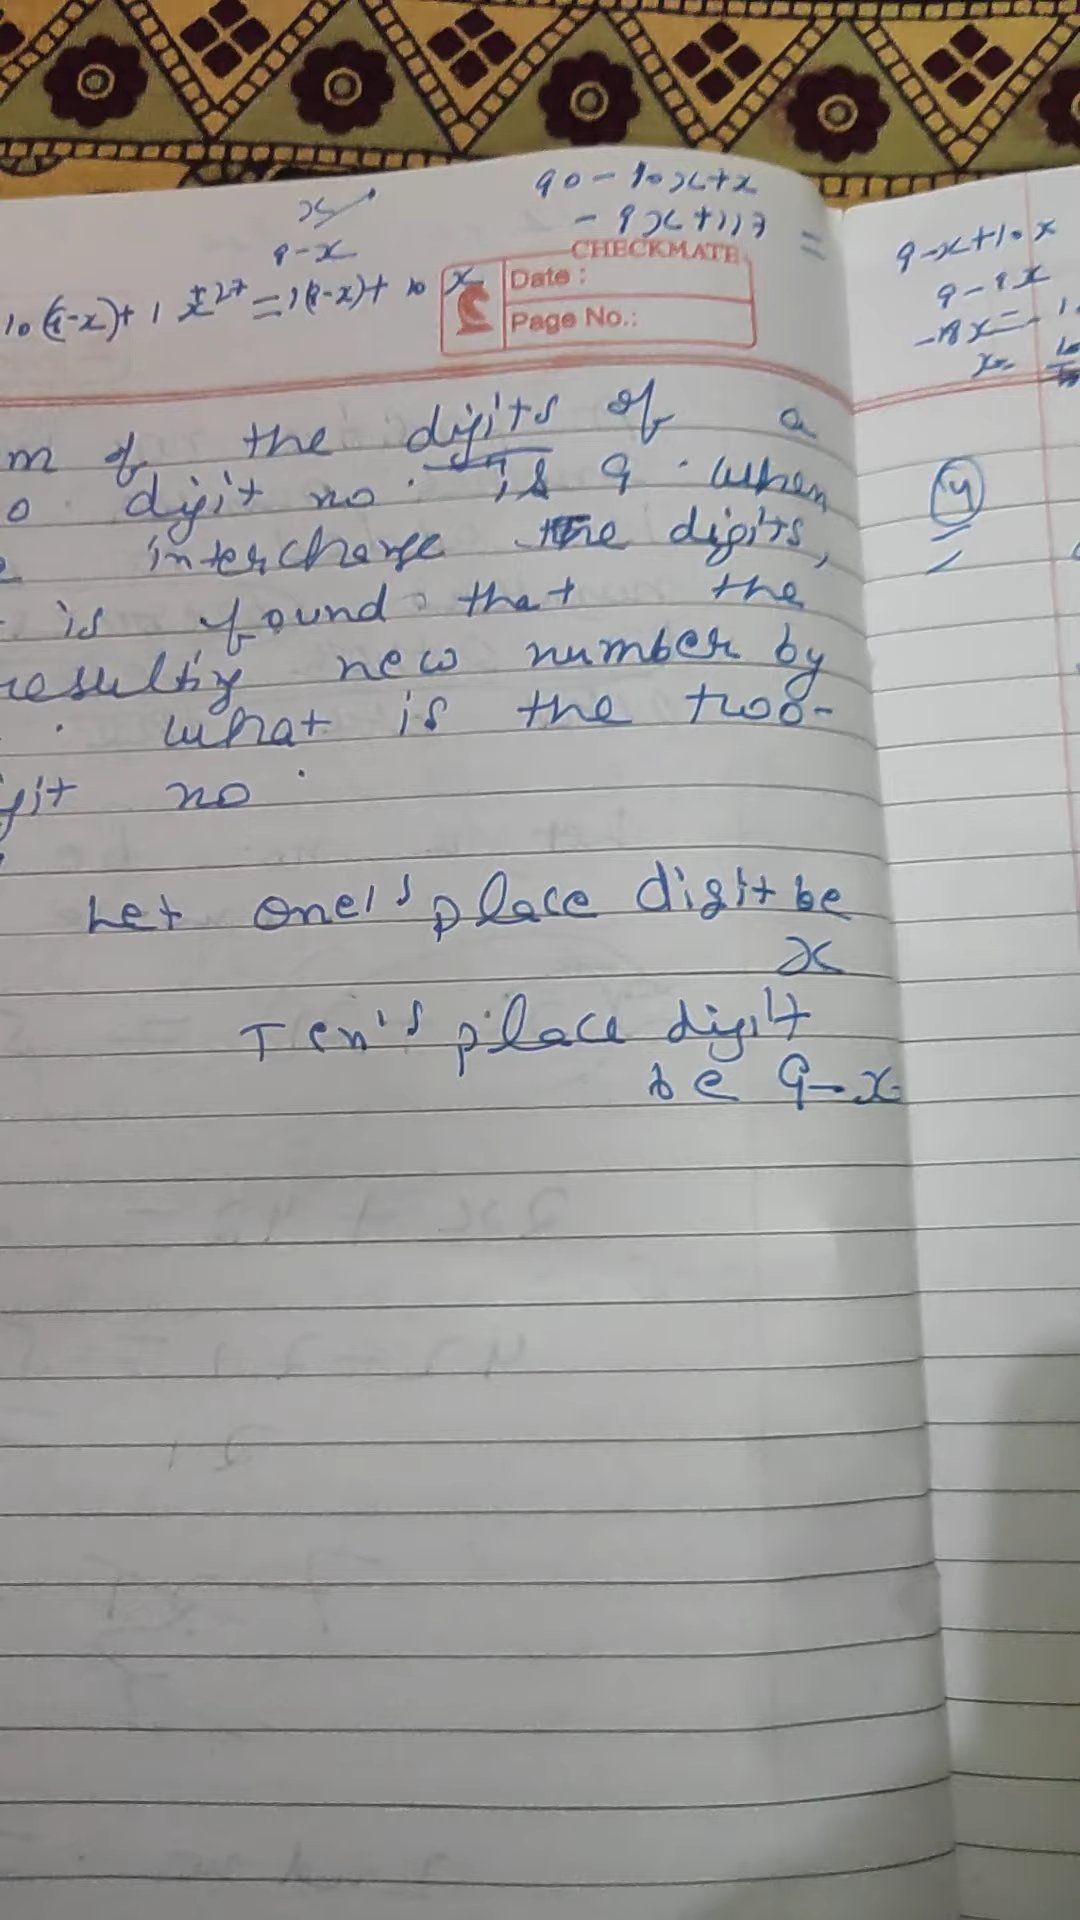 x
9-x
10(9-x)+1x+27=1(9-x)+10x
90-10x+x
-9x+117 =
CHECKMATE
Date :
Page No.:
9-x+10x
9-9x
-18x=-1
x=
m of the digits of a
o digit no. is 9. when
e interchange the digits,
t is found that the
resulting new number by
. what is the two-
git no.
Let one's place digit be
x
Ten's place digit
be 9-x